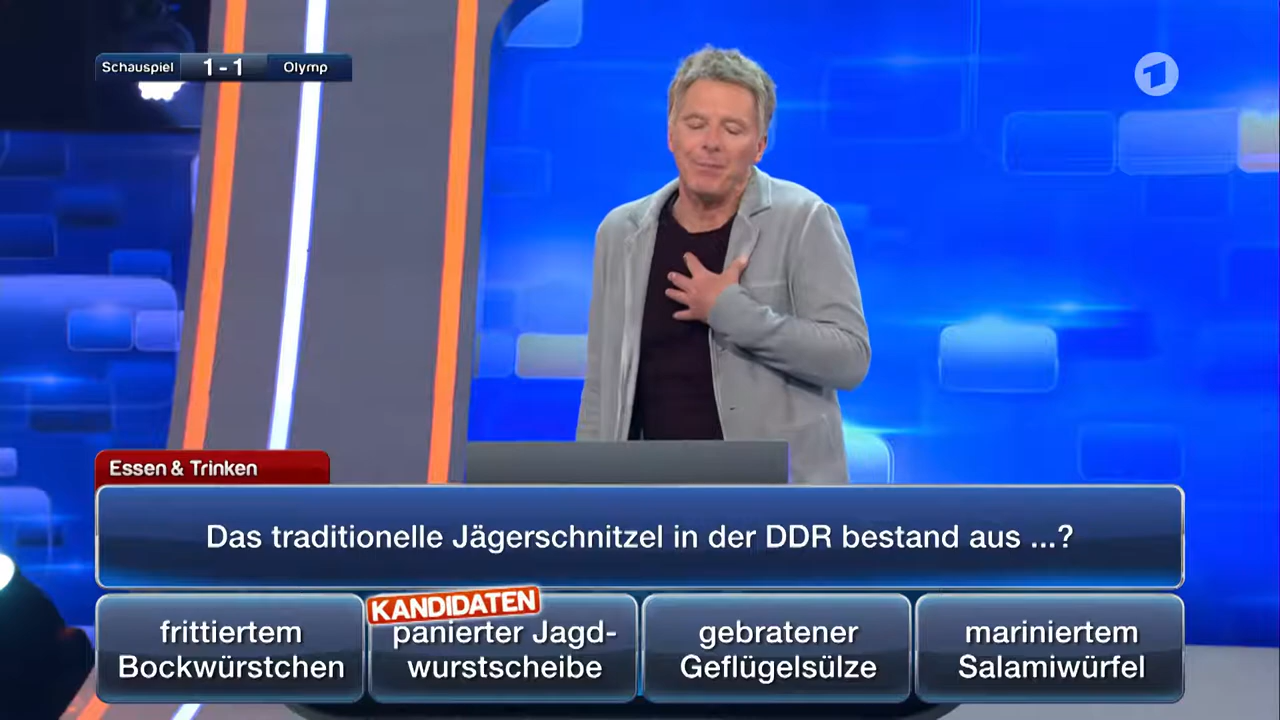 Schauspiel 1 - 1 Olymp
1
Essen & Trinken
Das traditionelle Jägerschnitzel in der DDR bestand aus ...?
KANDIDATEN
frittiertem
Bockwürstchen
panierter Jagd-
wurstscheibe
gebratener
Geflügelsülze
mariniertem
Salamiwürfel